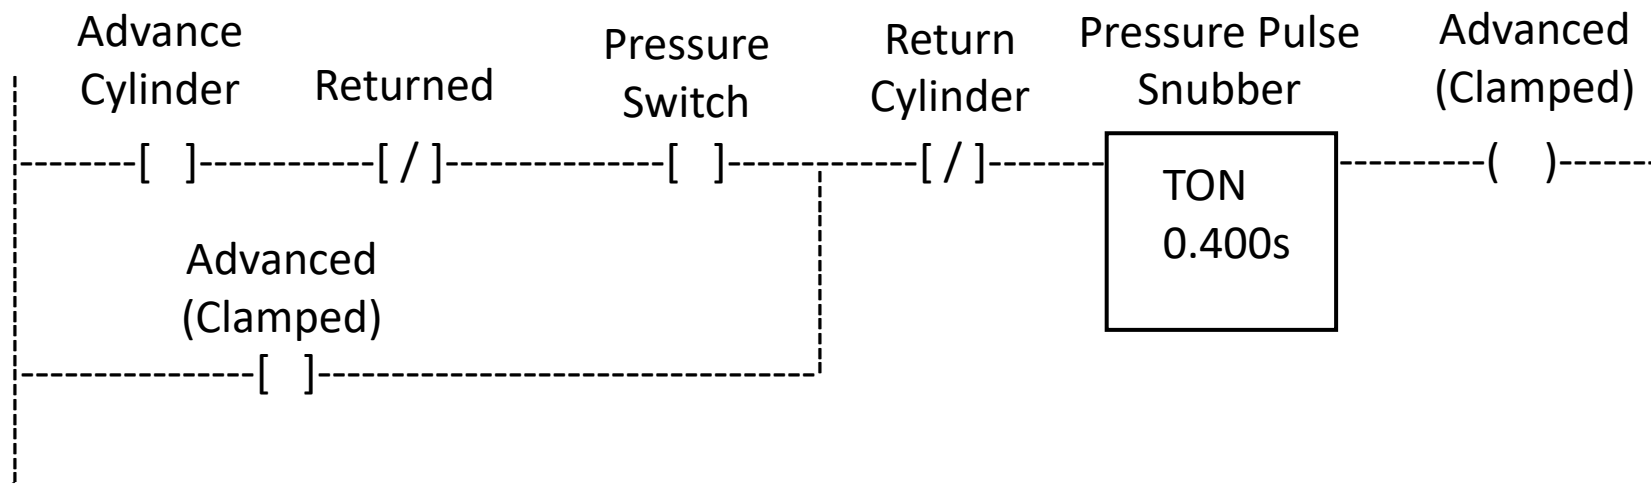 Advance
Cylinder
Returned
Pressure
Switch
Return
Cylinder
Pressure Pulse
Snubber
Advanced
(Clamped)
[ ]
[ / ]
[ ]
[ / ]
TON
0.400s
( )
Advanced
(Clamped)
[ ]